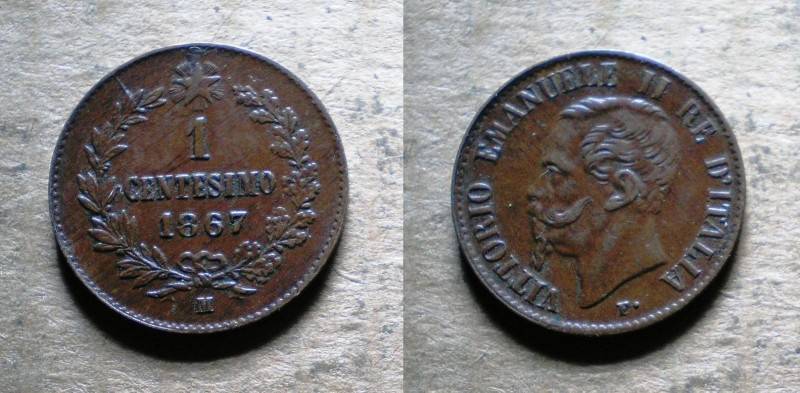 1
CENTESIMO
1867
M
VITTORIO EMANUELE II RE D'ITALIA
F.